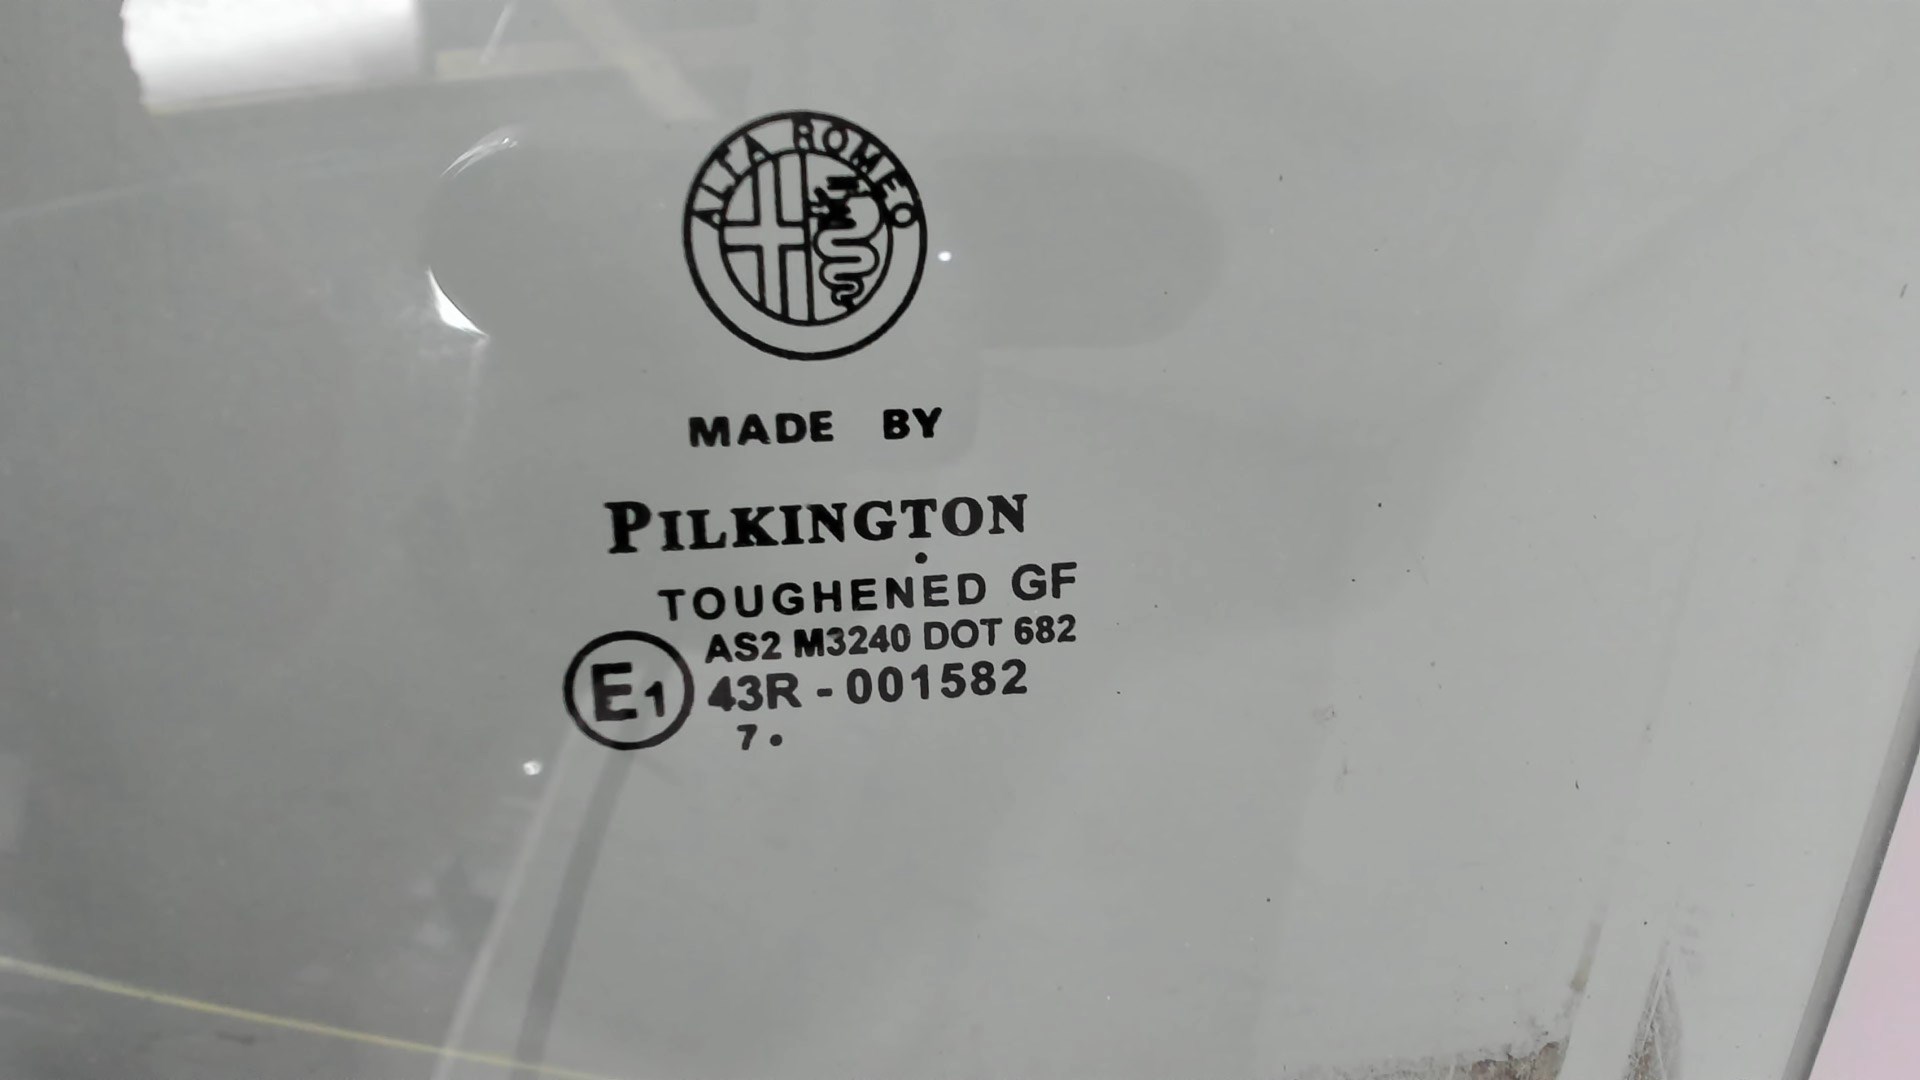 ALFA ROMEO
MADE BY
PILKINGTON
TOUGHENED GF
AS2 M3240 DOT 682
E1 43R - 001582
7 .